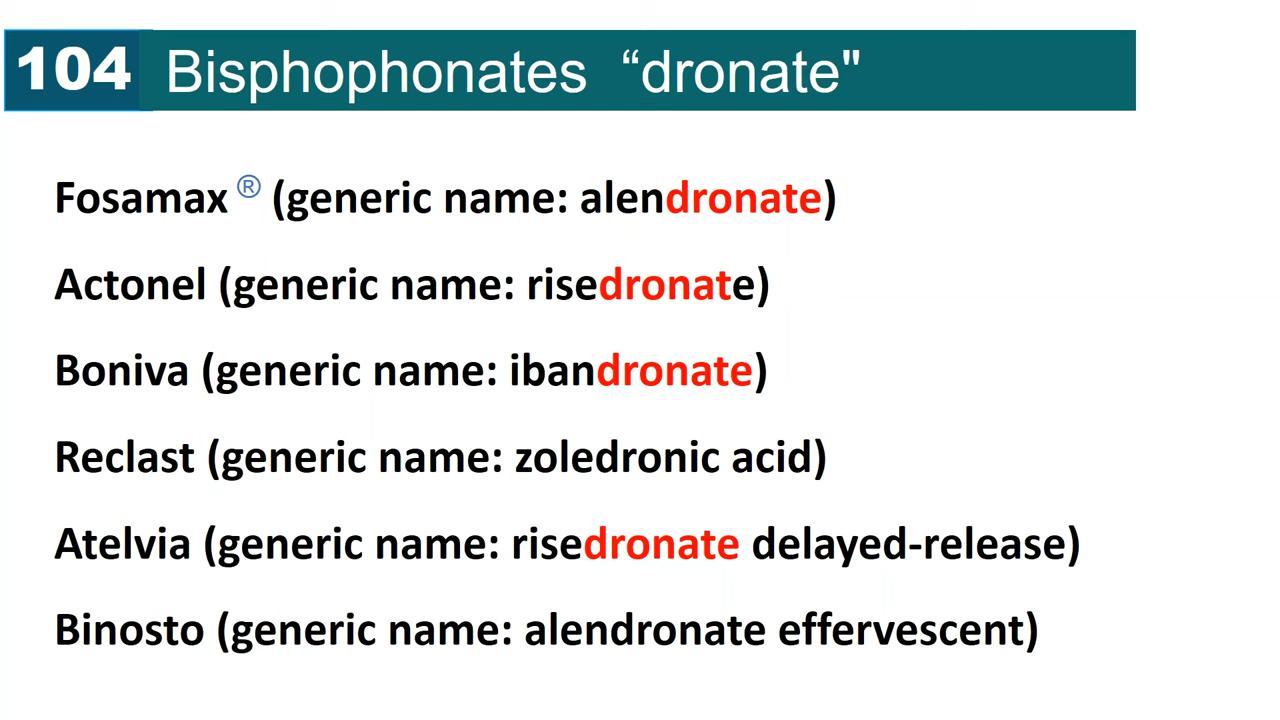 104 Bisphophonates “dronate"
Fosamax ® (generic name: alendronate)
Actonel (generic name: risedronate)
Boniva (generic name: ibandronate)
Reclast (generic name: zoledronic acid)
Atelvia (generic name: risedronate delayed-release)
Binosto (generic name: alendronate effervescent)